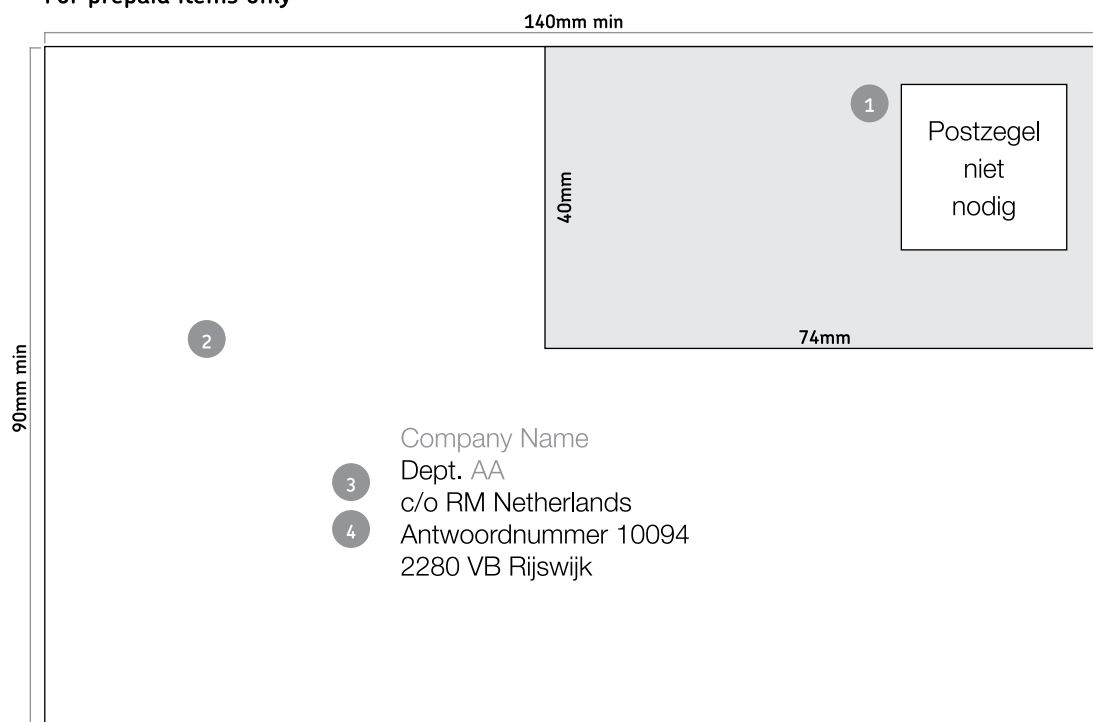 For prepaid items only
140mm min
1
Postzegel
niet
nodig
40mm
74mm
2
90mm min
Company Name
3
Dept. AA
c/o RM Netherlands
4
Antwoordnummer 10094
2280 VB Rijswijk